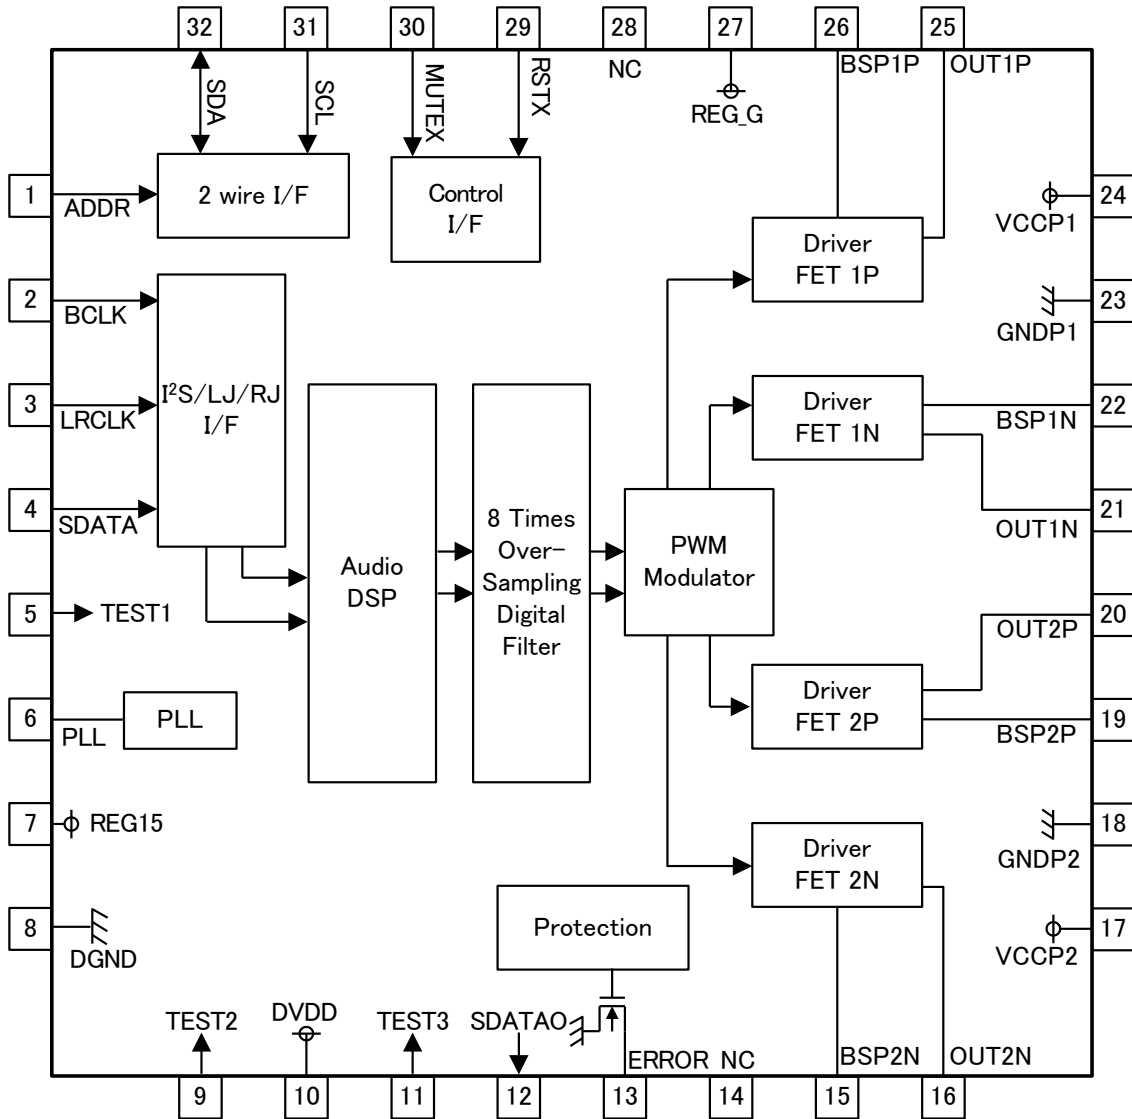 32
31
30
29
28
27
26
25
SDA
SCL
MUTEX
RSTX
NC
REG_G
BSP1P
OUT1P
1
ADDR
2 wire I/F
Control
I/F
Driver
FET 1P
VCCP1
24
2
BCLK
GNDP1
23
3
LRCLK
I²S/LJ/RJ
I/F
Driver
FET 1N
BSP1N
22
4
SDATA
OUT1N
21
Audio
DSP
8 Times
Over-
Sampling
Digital
Filter
PWM
Modulator
5
TEST1
OUT2P
20
6
PLL
PLL
Driver
FET 2P
BSP2P
19
7
REG15
Driver
FET 2N
GNDP2
18
8
DGND
Protection
VCCP2
17
TEST2
DVDD
TEST3
SDATAO
ERROR
NC
BSP2N
OUT2N
9
10
11
12
13
14
15
16